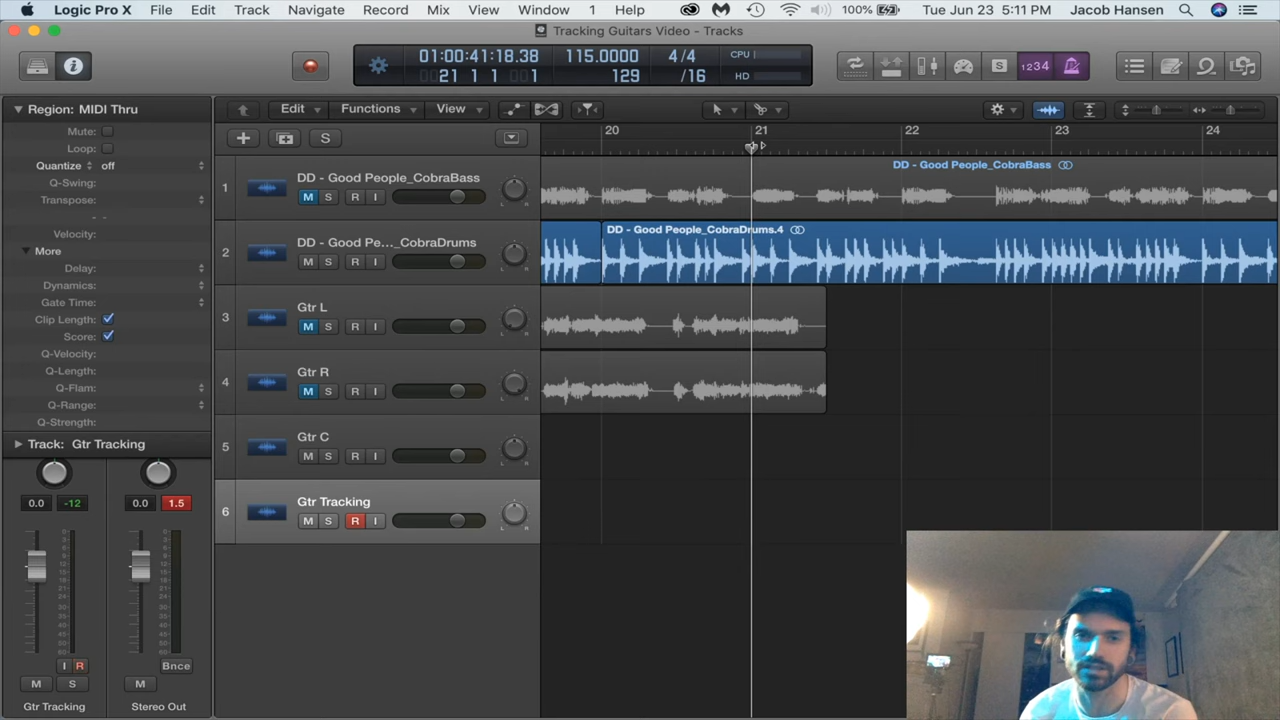 Logic Pro X File Edit Track Navigate Record Mix View Window 1 Help 100% Tue Jun 23 5:11 PM Jacob Hansen
Tracking Guitars Video - Tracks
01:00:41:18.38 115.0000 4/4 CPU
21 1 1 1 129 /16 HD
S 1234
Region: MIDI Thru
Edit Functions View
Mute:
Loop:
Quantize off
Q-Swing:
Transpose:
Velocity:
More
Delay:
Dynamics:
Gate Time:
Clip Length:
Score:
Q-Velocity:
Q-Length:
Q-Flam:
Q-Range:
Q-Strength:
Track: Gtr Tracking
0.0 -12 0.0 1.5
I R Bnce
M S M
Gtr Tracking Stereo Out
S
20 21 22 23 24
1 DD - Good People_CobraBass
M S R I L R
DD - Good People_CobraBass
2 DD - Good Pe..._CobraDrums
M S R I L R
DD - Good People_CobraDrums.4
3 Gtr L
M S R I L R
4 Gtr R
M S R I L R
5 Gtr C
M S R I L R
6 Gtr Tracking
M S R I L R